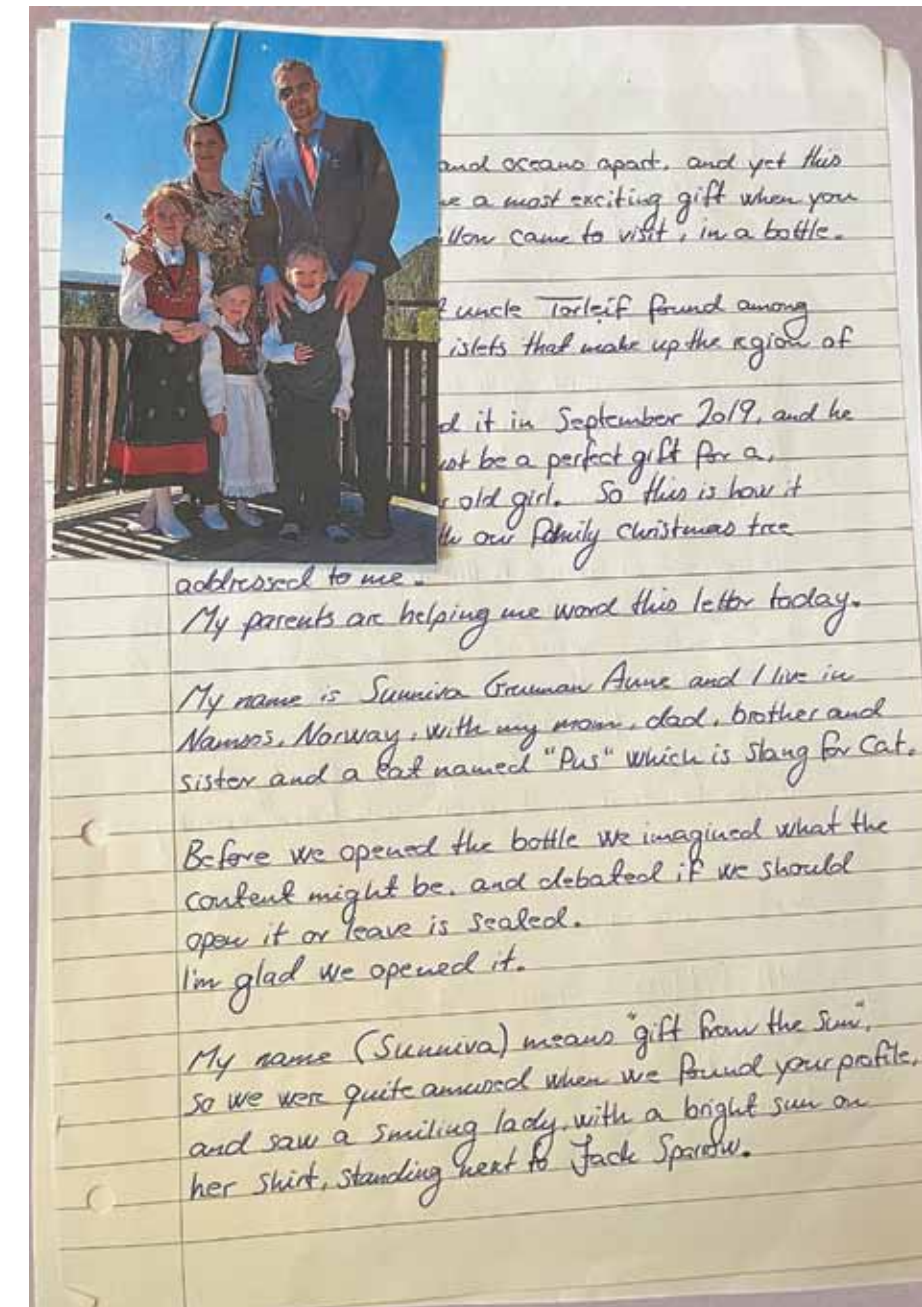 and oceans apart, and yet this
a most exciting gift when you
came to visit, in a bottle.
uncle Torleif found among
islets that make up the region of
it in September 2019, and he
be a perfect gift for a,
old girl. So this is how it
our family christmas tree
addressed to me.
My parents are helping me word this letter today.
My name is Sunniva Aune and I live in
Namsos, Norway, with my mom, dad, brother and
sister and a cat named "Pus" which is slang for Cat.
Before we opened the bottle we imagined what the
content might be, and debated if we should
open it or leave is sealed.
I'm glad we opened it.
My name (Sunniva) means "gift from the sun",
so we were quite amused when we found your profile,
and saw a smiling lady, with a bright sun on
her shirt, standing next to Jack Sparrow.